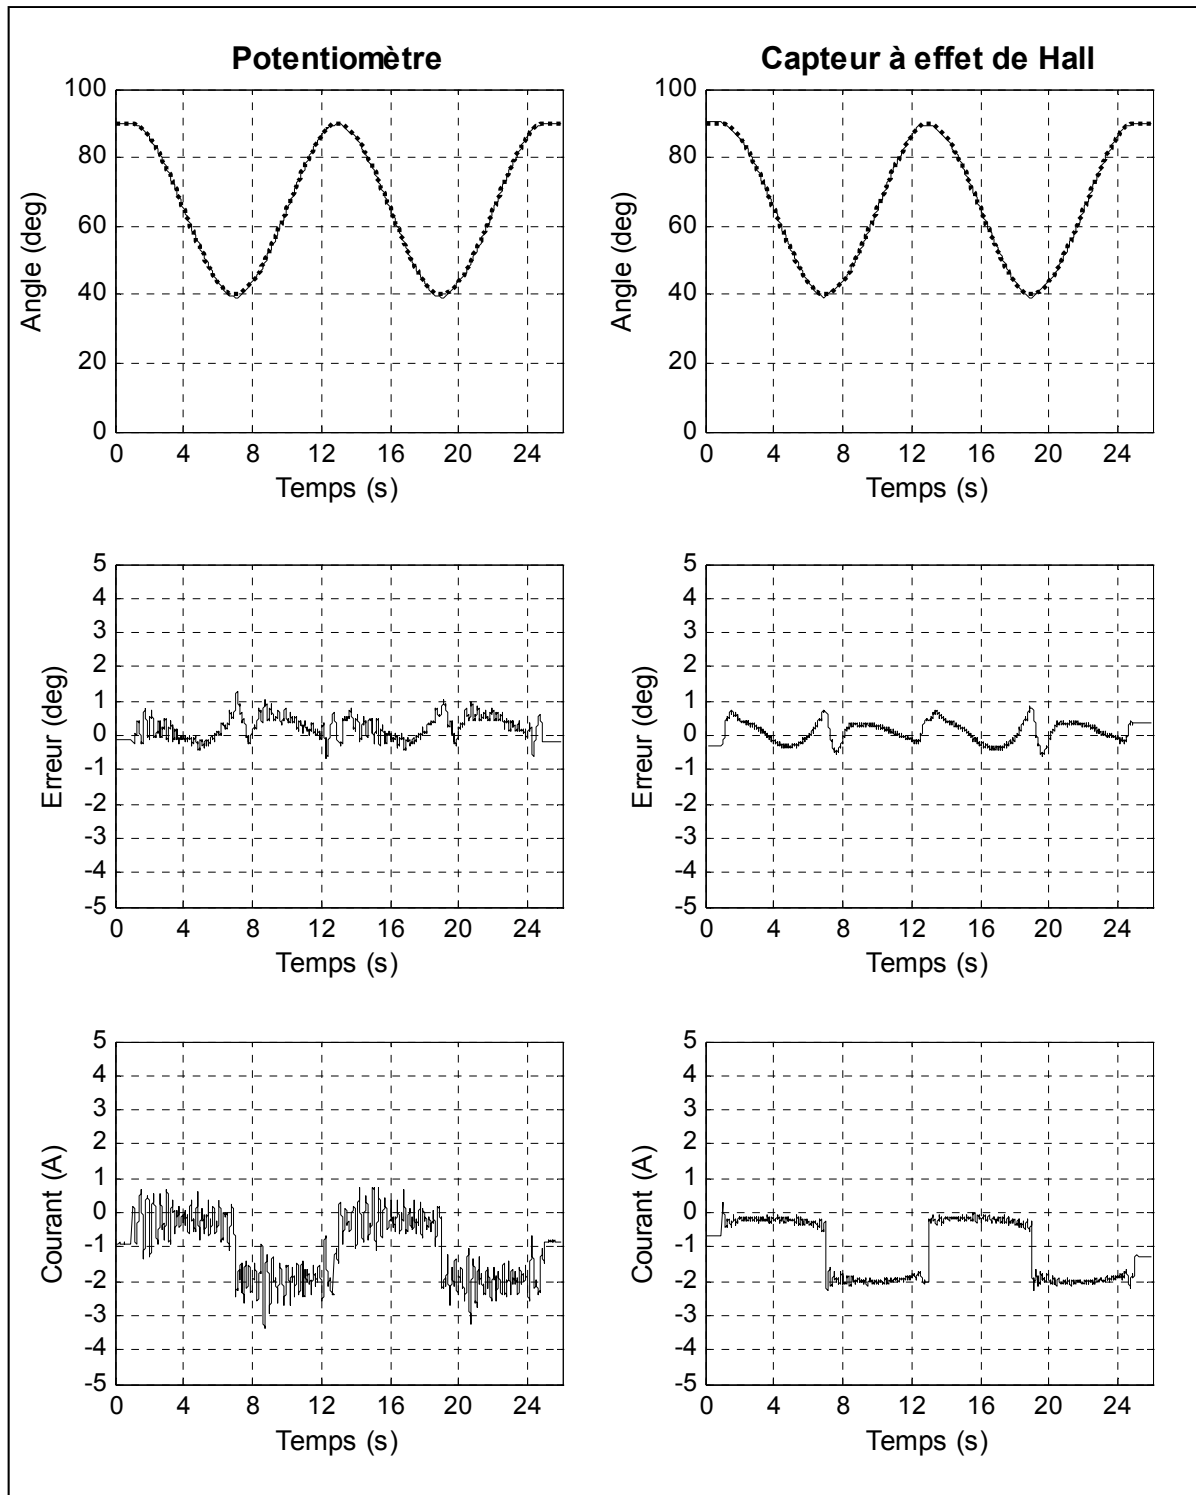 Potentiomètre
100
80
60
40
20
0
Angle (deg)
0 4 8 12 16 20 24
Temps (s)
Capteur à effet de Hall
100
80
60
40
20
0
Angle (deg)
0 4 8 12 16 20 24
Temps (s)
5
4
3
2
1
0
-1
-2
-3
-4
-5
Erreur (deg)
0 4 8 12 16 20 24
Temps (s)
5
4
3
2
1
0
-1
-2
-3
-4
-5
Erreur (deg)
0 4 8 12 16 20 24
Temps (s)
5
4
3
2
1
0
-1
-2
-3
-4
-5
Courant (A)
0 4 8 12 16 20 24
Temps (s)
5
4
3
2
1
0
-1
-2
-3
-4
-5
Courant (A)
0 4 8 12 16 20 24
Temps (s)